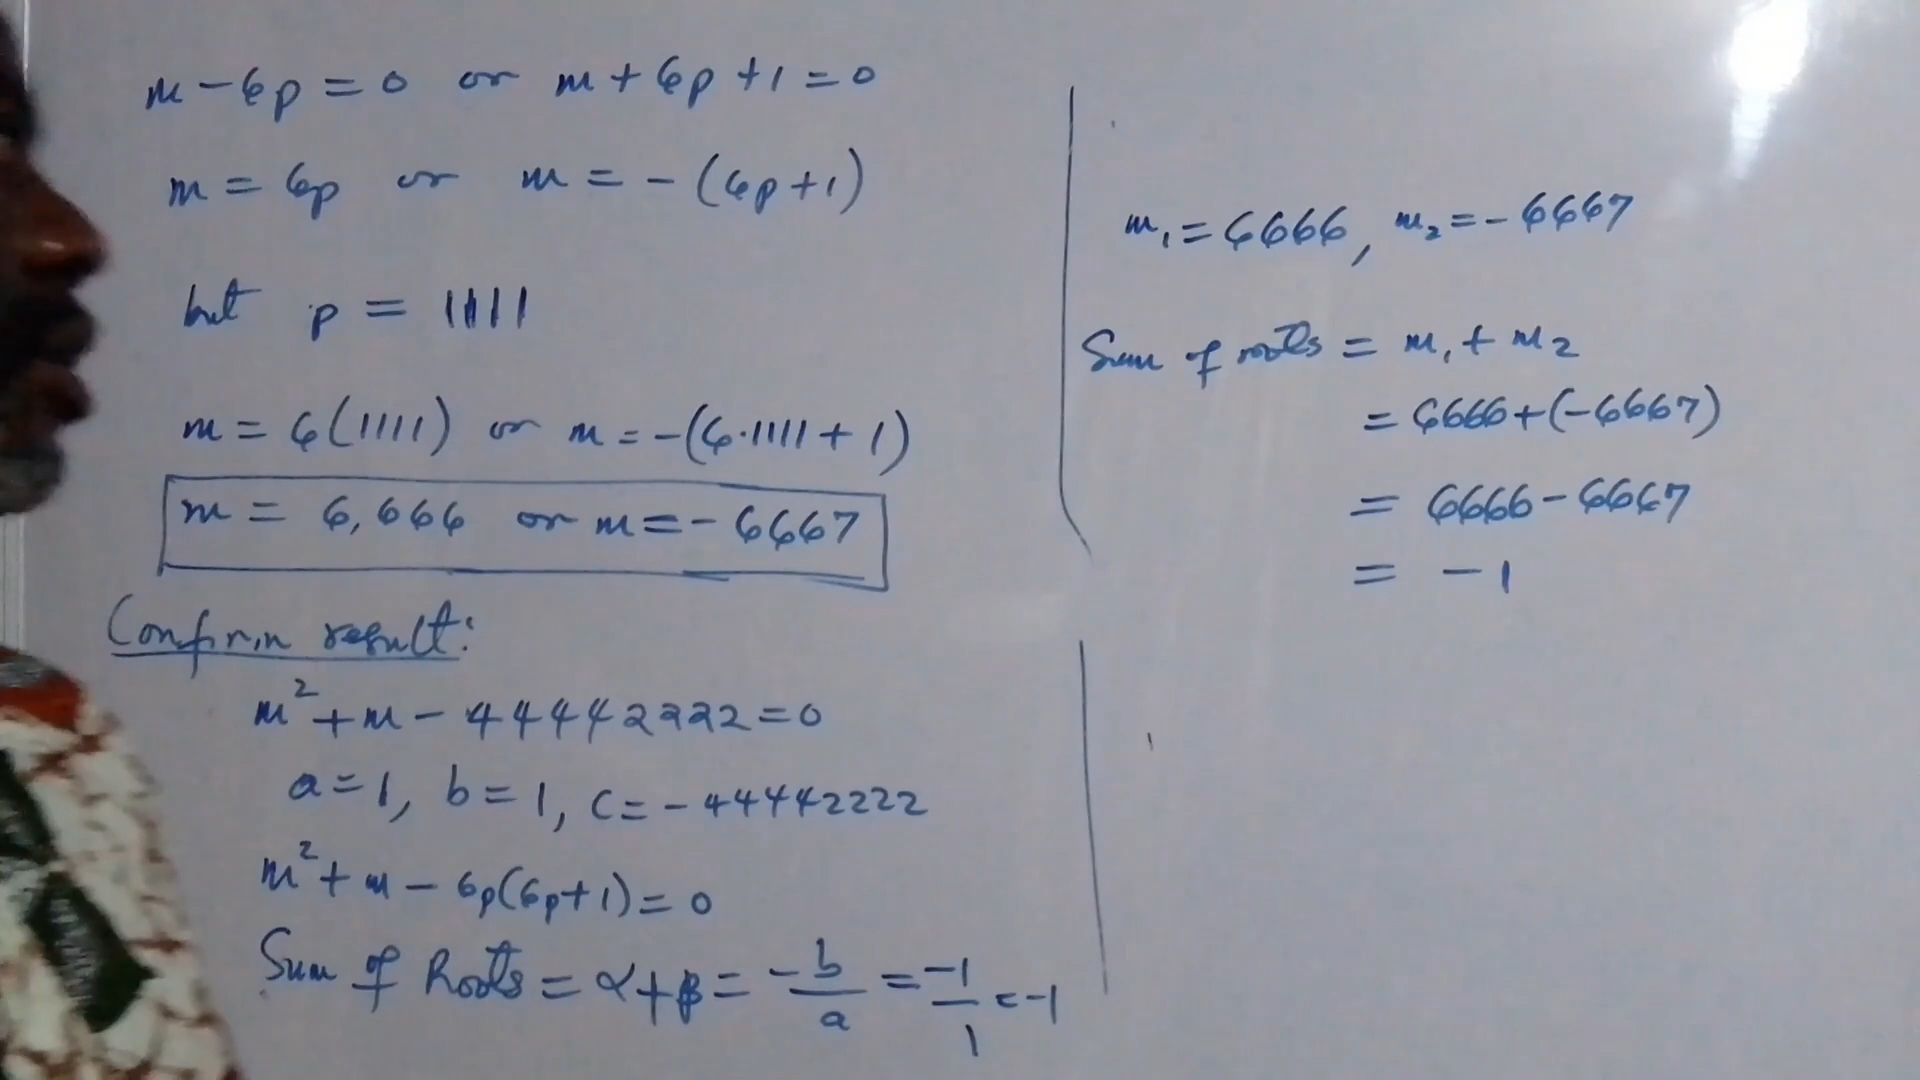 m - 6p = 0 or m + 6p + 1 = 0
m = 6p or m = - (6p + 1)
but p = 1111
m = 6(1111) or m = -(6·1111 + 1)
m = 6,666 or m = - 6667
Confirm result:
m² + m - 44442222 = 0
a = 1, b = 1, c = - 44442222
m² + m - 6p(6p + 1) = 0
Sum of Roots = α + β = - b/a = -1/1 = -1
m₁ = 6666, m₂ = - 6667
Sum of roots = m₁ + m₂
= 6666 + (-6667)
= 6666 - 6667
= - 1